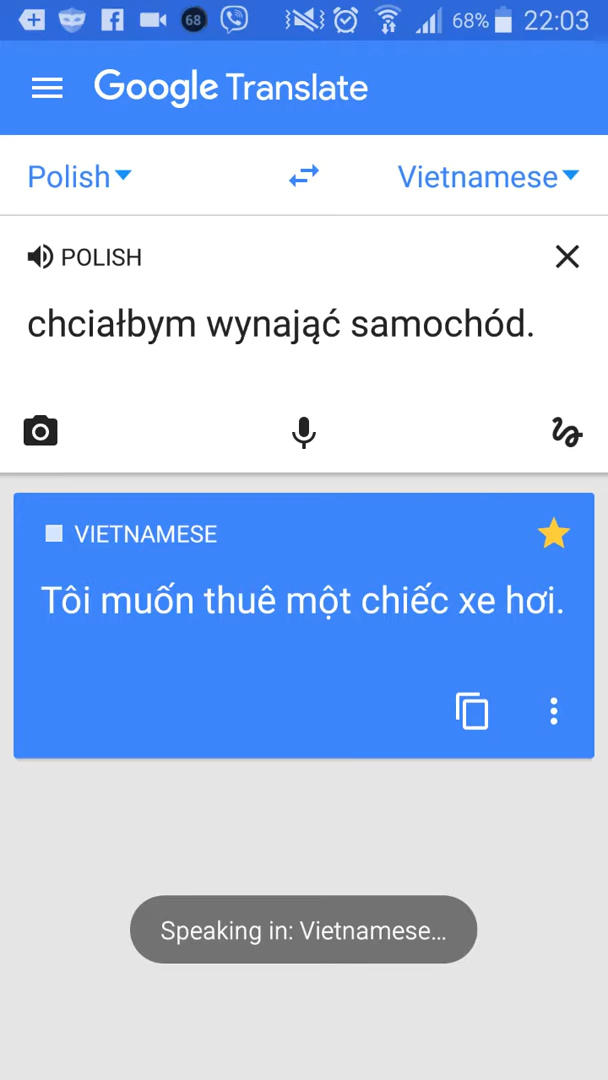 68 68% 22:03
Google Translate
Polish Vietnamese
POLISH
chciałbym wynająć samochód.
VIETNAMESE
Tôi muốn thuê một chiếc xe hơi.
Speaking in: Vietnamese...